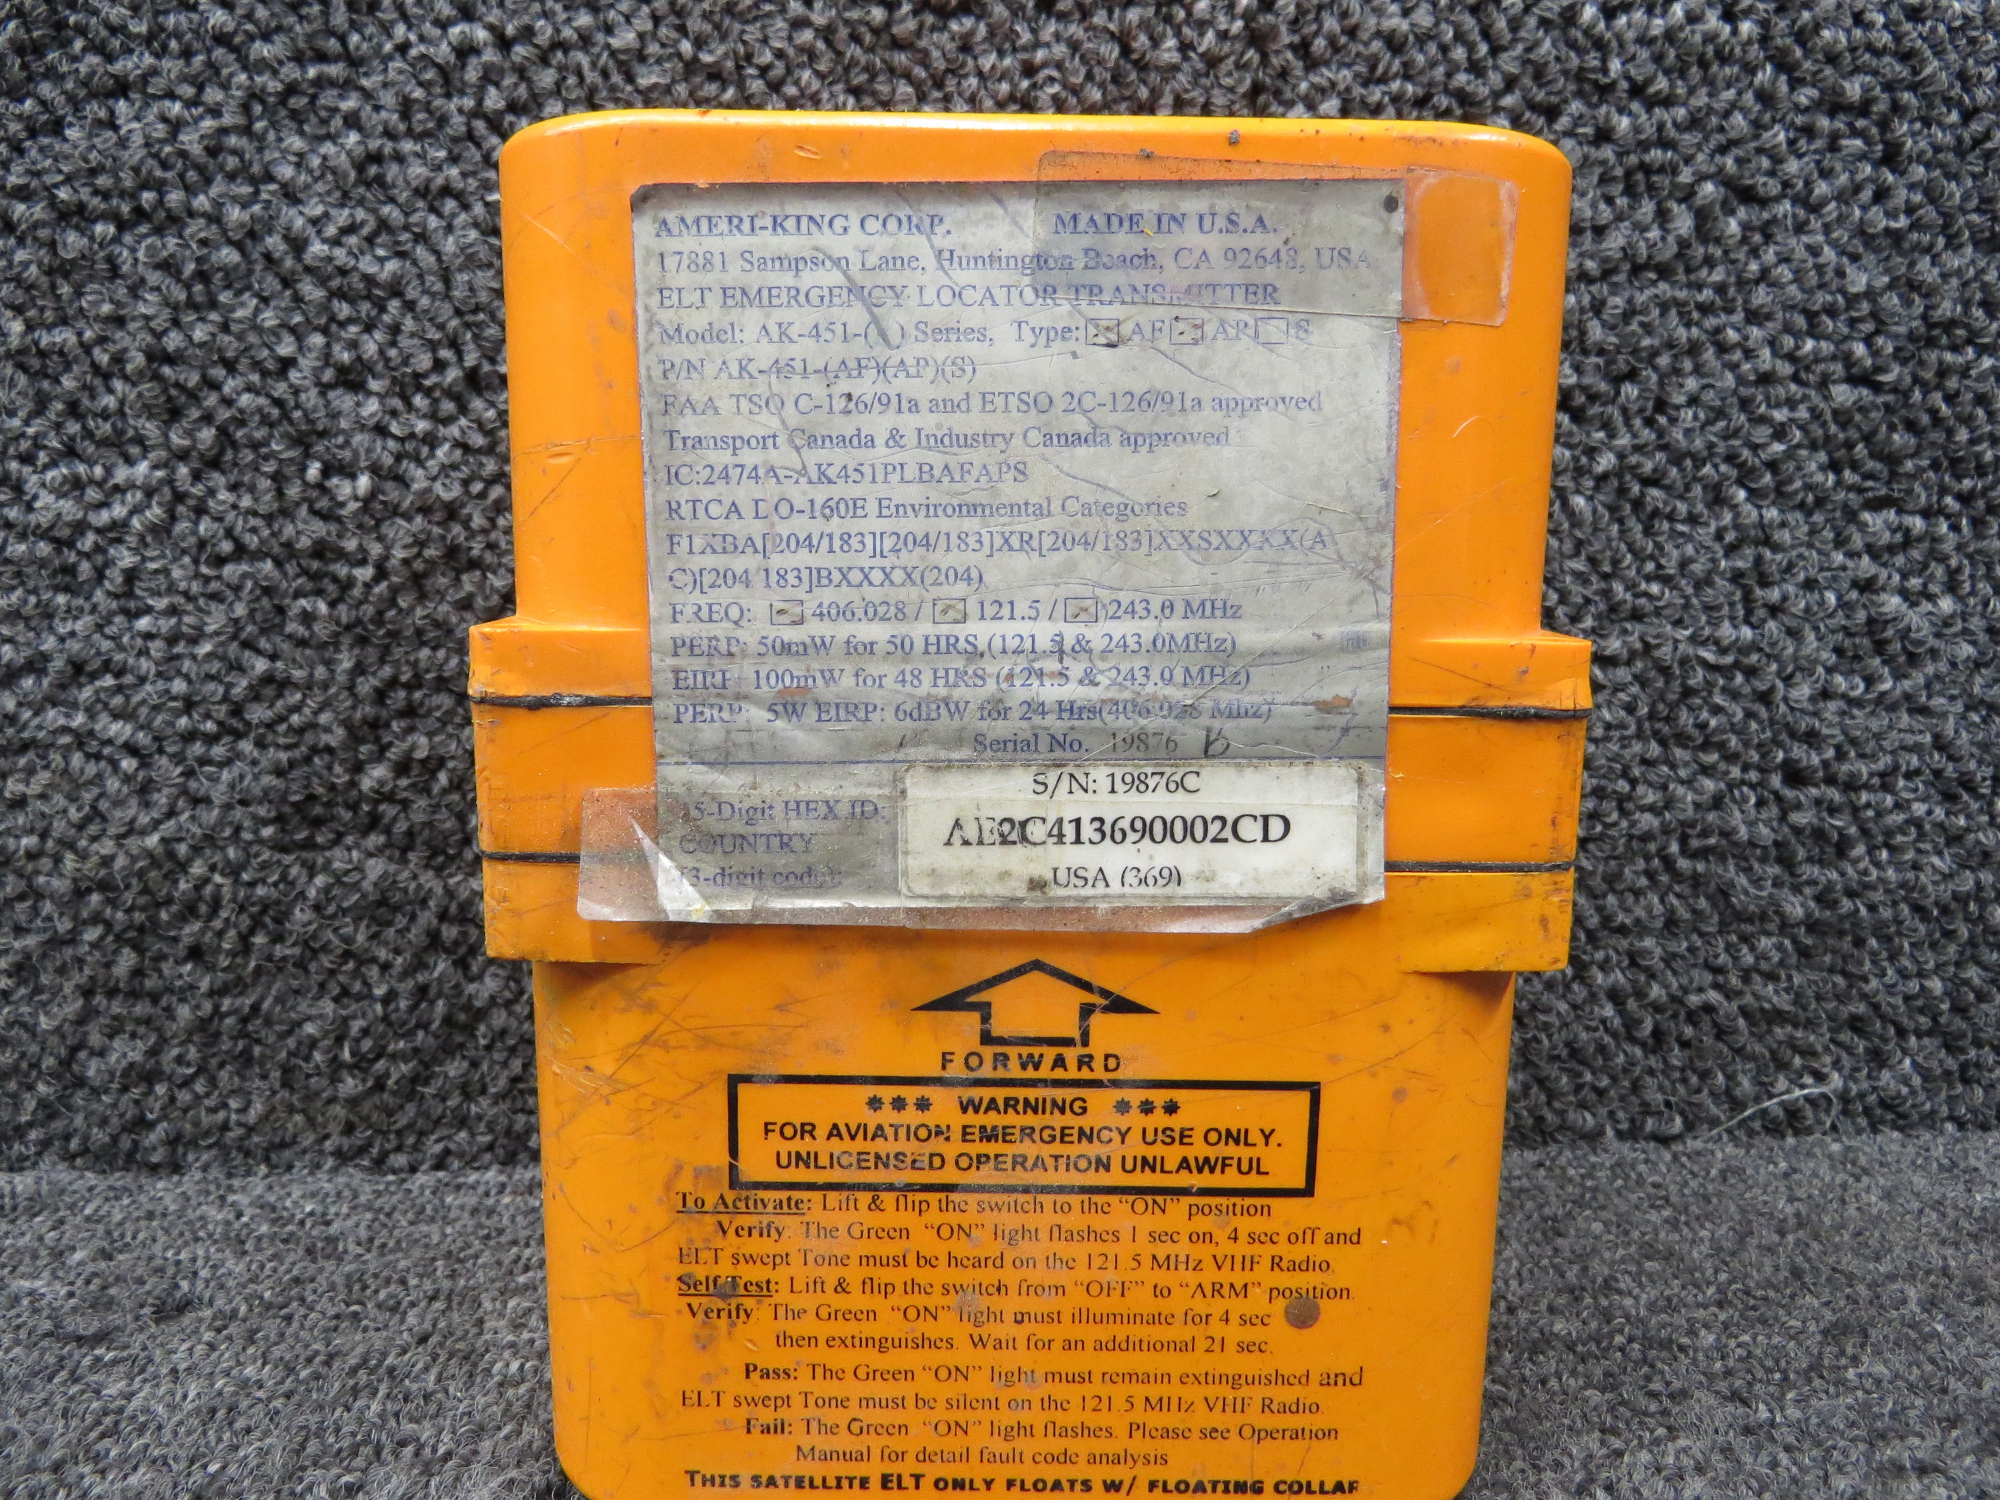 AMERI-KING CORP. MADE IN U.S.A.
17881 Sampson Lane, Huntington Beach, CA 92648, USA
ELT EMERGENCY LOCATOR TRANSMITTER
Model: AK-451-( ) Series, Type: AF AP S
P/N AK-451-(AF)(AP)(S)
FAA TSO C-126/91a and ETSO 2C-126/91a approved
Transport Canada & Industry Canada approved
IC:2474A-AK451PLBAFAPS
RTCA DO-160E Environmental Categories
F1XBA[204/183][204/183]XR[204/183]XXSXXXX(A
C)[204/183]BXXXX(204)
FREQ: 406.028 / 121.5 / 243.0 MHz
PERP: 50mW for 50 HRS.(121.5 & 243.0MHz)
EIRP 100mW for 48 HRS (121.5 & 243.0 MHz)
PERP: 5W EIRP: 6dBW for 24 Hrs(406.028 Mhz)
Serial No. 19876 B
S/N: 19876C
15-Digit HEX ID: AE2C413690002CD
COUNTRY
(3-digit code): USA (369)
FORWARD
*** WARNING ***
FOR AVIATION EMERGENCY USE ONLY.
UNLICENSED OPERATION UNLAWFUL
To Activate: Lift & flip the switch to the "ON" position
Verify: The Green "ON" light flashes 1 sec on, 4 sec off and
ELT swept Tone must be heard on the 121.5 MHz VHF Radio.
Self Test: Lift & flip the switch from "OFF" to "ARM" position.
Verify: The Green "ON" light must illuminate for 4 sec
then extinguishes. Wait for an additional 21 sec.
Pass: The Green "ON" light must remain extinguished and
ELT swept Tone must be silent on the 121.5 MHz VHF Radio.
Fail: The Green "ON" light flashes. Please see Operation
Manual for detail fault code analysis
THIS SATELLITE ELT ONLY FLOATS W/ FLOATING COLLAR